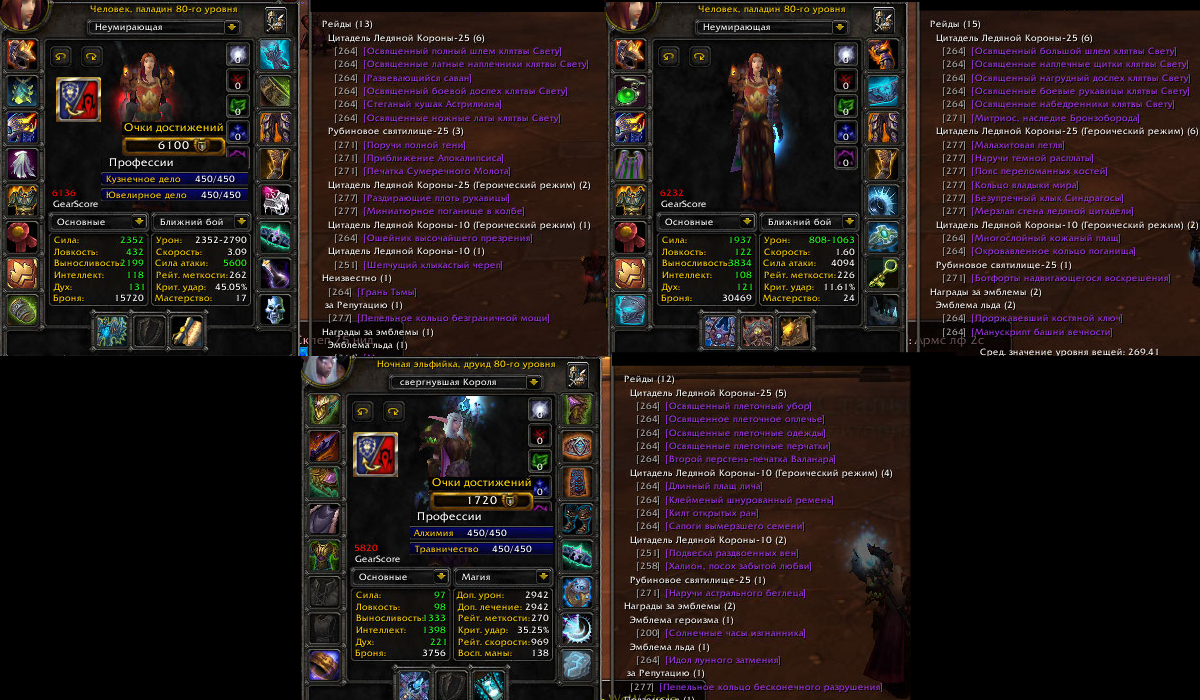 Человек, паладин 80-го уровня
Неумирающая
0
0
0
Очки достижений
6100
Профессии
Кузнечное дело 450/450
Ювелирное дело 450/450
6136
GearScore
Основные
Ближний бой
Сила: 2352
Ловкость: 432
Выносливость:2199
Интеллект: 118
Дух: 131
Броня: 15720
Урон: 2352-2790
Скорость: 3.09
Сила атаки: 5600
Рейт. меткости:262
Крит. удар: 45.05%
Мастерство: 17
Рейды (13)
Цитадель Ледяной Короны-25 (6)
[264] [Освященный полный шлем клятвы Свету]
[264] [Освященные латные наплечники клятвы Свету]
[264] [Развевающийся саван]
[264] [Освященный боевой доспех клятвы Свету]
[264] [Стеганый кушак Астрилиана]
[264] [Освященные ножные латы клятвы Свету]
Рубиновое святилище-25 (3)
[271] [Поручи полной тени]
[271] [Приближение Апокалипсиса]
[271] [Печатка Сумеречного Молота]
Цитадель Ледяной Короны-25 (Героический режим) (2)
[277] [Раздирающие плоть рукавицы]
[277] [Миниатюрное поганище в колбе]
Цитадель Ледяной Короны-10 (Героический режим) (1)
[264] [Ошейник высочайшего презрения]
Цитадель Ледяной Короны-10 (1)
[251] [Шепчущий клыкастый череп]
Неизвестно (1)
[264] [Грань Тьмы]
за Репутацию (1)
[277] [Пепельное кольцо безграничной мощи]
Награды за эмблемы (1)
Эмблема льда (1)
Человек, паладин 80-го уровня
Неумирающая
0
0
0
0
6232
GearScore
Основные
Ближний бой
Сила: 1937
Ловкость: 122
Выносливость:3834
Интеллект: 108
Дух: 121
Броня: 30469
Урон: 808-1063
Скорость: 1.60
Сила атаки: 4094
Рейт. меткости:226
Крит. удар: 11.61%
Мастерство: 24
Рейды (15)
Цитадель Ледяной Короны-25 (6)
[264] [Освященный большой шлем клятвы Свету]
[264] [Освященные наплечные щитки клятвы Свету]
[264] [Освященный нагрудный доспех клятвы Свету]
[264] [Освященные боевые рукавицы клятвы Свету]
[264] [Освященные набедренники клятвы Свету]
[271] [Митриос, наследие Бронзоборода]
Цитадель Ледяной Короны-25 (Героический режим) (6)
[277] [Малахитовая петля]
[277] [Наручи темной расплаты]
[277] [Пояс переломанных костей]
[277] [Кольцо владыки мира]
[277] [Безупречный клык Синдрагосы]
[277] [Мерзлая стена ледяной цитадели]
Цитадель Ледяной Короны-10 (Героический режим) (2)
[264] [Многослойный кожаный плащ]
[264] [Окровавленное кольцо поганища]
Рубиновое святилище-25 (1)
[271] [Ботфорты надвигающегося воскрешения]
Награды за эмблемы (2)
Эмблема льда (2)
[264] [Проржавевший костяной ключ]
[264] [Манускрипт башни вечности]
Сред. значение уровня вещей: 269.41
: Армс лф 2с
Ночная эльфийка, друид 80-го уровня
свергнувшая Короля
0
0
0
Очки достижений
1720
Профессии
Алхимия 450/450
Травничество 450/450
5820
GearScore
Основные
Магия
Сила: 97
Ловкость: 98
Выносливость:1333
Интеллект: 1398
Дух: 221
Броня: 3756
Доп. урон: 2942
Доп. лечение: 2942
Рейт. меткости:270
Крит. удар: 35.25%
Рейт. скорости:969
Восп. маны: 138
Рейды (12)
Цитадель Ледяной Короны-25 (5)
[264] [Освященный плеточный убор]
[264] [Освященное плеточное оплечье]
[264] [Освященные плеточные одежды]
[264] [Освященные плеточные перчатки]
[264] [Второй перстень-печатка Валанара]
Цитадель Ледяной Короны-10 (Героический режим) (4)
[264] [Длинный плащ лича]
[264] [Клейменый шнурованный ремень]
[264] [Килт открытых ран]
[264] [Сапоги вымерзшего семени]
Цитадель Ледяной Короны-10 (2)
[251] [Подвеска раздвоенных вен]
[258] [Халион, посох забытой любви]
Рубиновое святилище-25 (1)
[271] [Наручи астрального беглеца]
Награды за эмблемы (2)
Эмблема героизма (1)
[200] [Солнечные часы изгнанника]
Эмблема льда (1)
[264] [Идол лунного затмения]
за Репутацию (1)
[277] [Пепельное кольцо бесконечного разрушения]